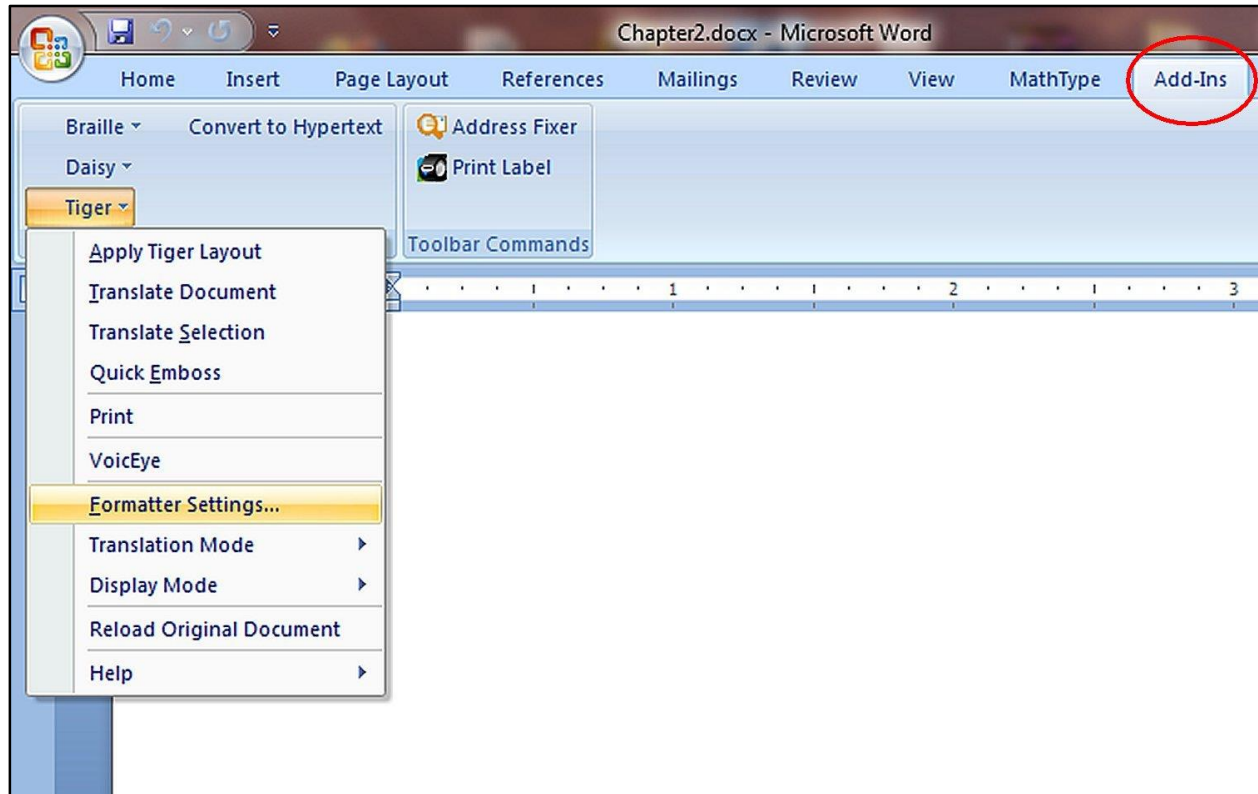 Chapter2.docx - Microsoft Word
Home Insert Page Layout References Mailings Review View MathType Add-Ins
Braille Convert to Hypertext Address Fixer
Daisy Print Label
Tiger
Toolbar Commands
Apply Tiger Layout
Translate Document
Translate Selection
Quick Emboss
Print
VoicEye
Formatter Settings...
Translation Mode
Display Mode
Reload Original Document
Help
1 2 3